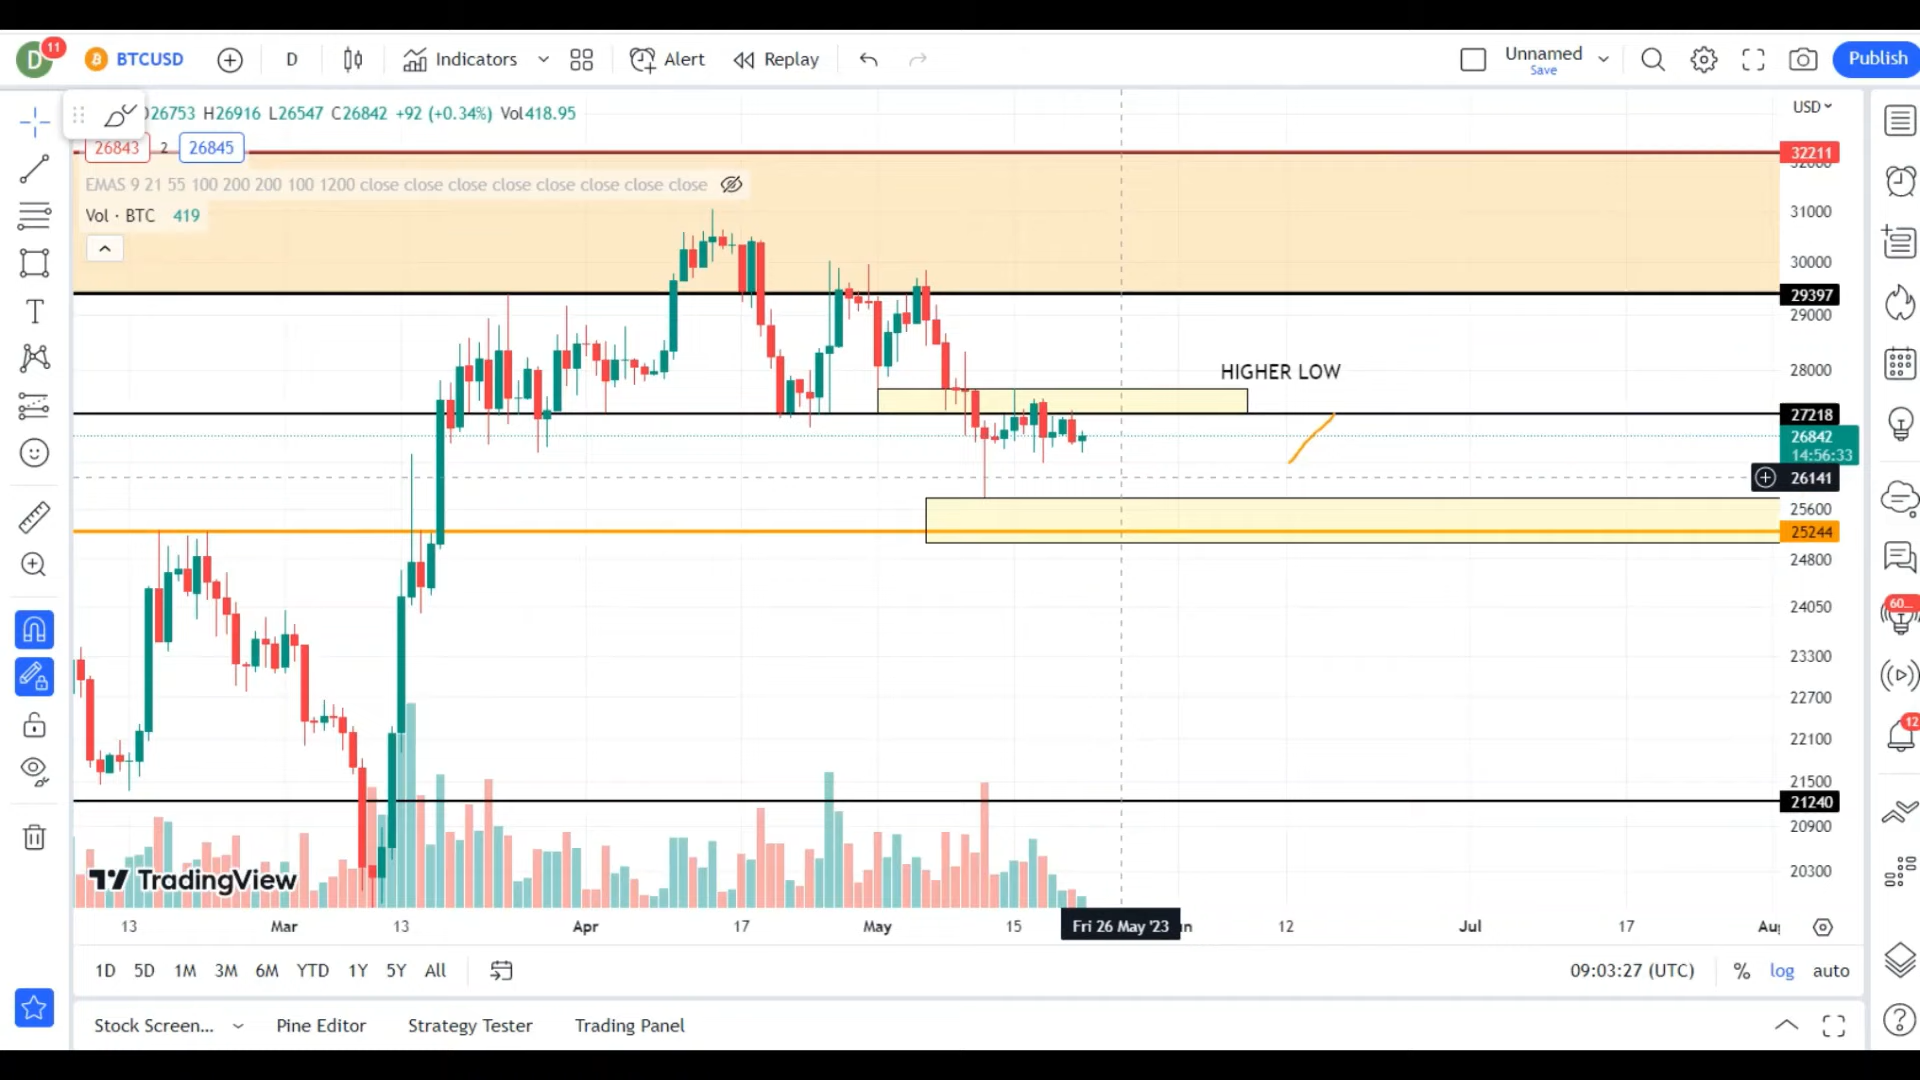 D 11 BTCUSD D Indicators Alert Replay Unnamed Save Publish
26753 H26916 L26547 C26842 +92 (+0.34%) Vol418.95
USD
26843 2 26845
32211
EMAS 9 21 55 100 200 200 100 1200 close close close close close close close close
Vol · BTC 419
31000
30000
29397
29000
HIGHER LOW
28000
27218
26842
14:56:33
26141
25600
25244
24800
24050
60...
23300
22700
12
22100
21500
21240
20900
TradingView
20300
13 Mar 13 Apr 17 May 15 Fri 26 May '23 12 Jul 17
1D 5D 1M 3M 6M YTD 1Y 5Y All 09:03:27 (UTC) % log auto
Stock Screen... Pine Editor Strategy Tester Trading Panel